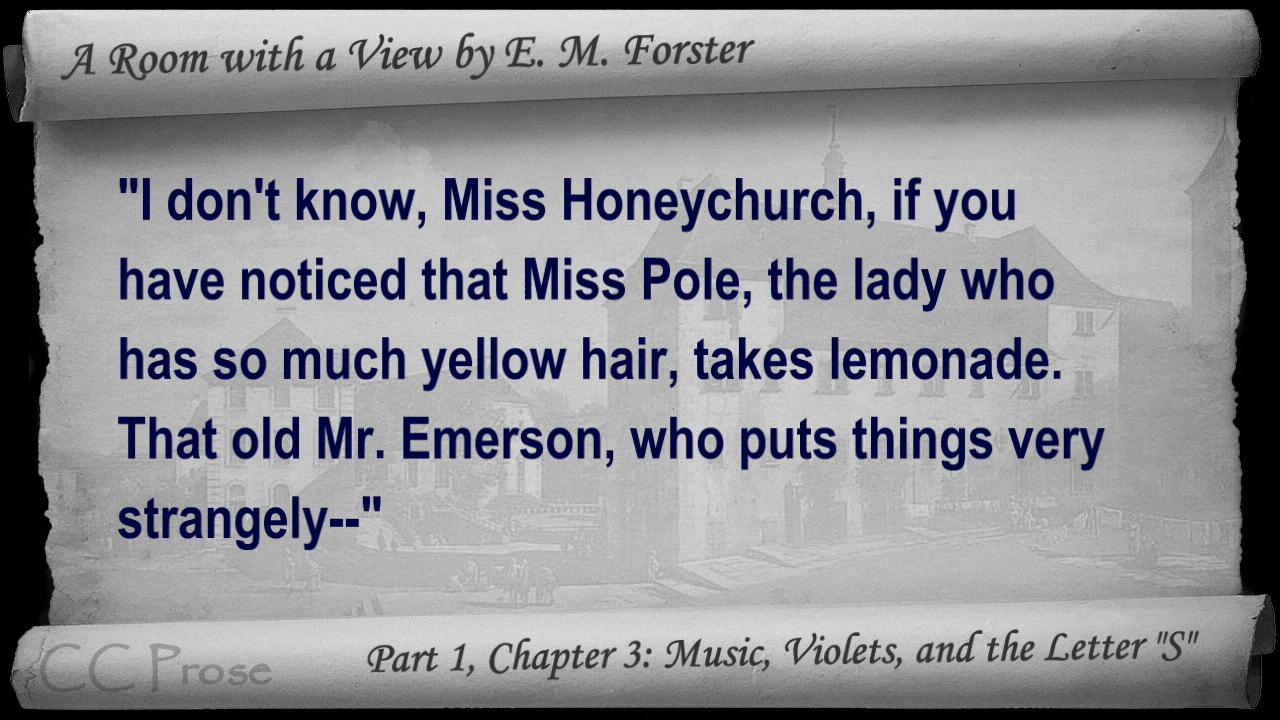 A Room with a View by E. M. Forster
"I don't know, Miss Honeychurch, if you
have noticed that Miss Pole, the lady who
has so much yellow hair, takes lemonade.
That old Mr. Emerson, who puts things very
strangely--"
CC Prose
Part 1, Chapter 3: Music, Violets, and the Letter "S"